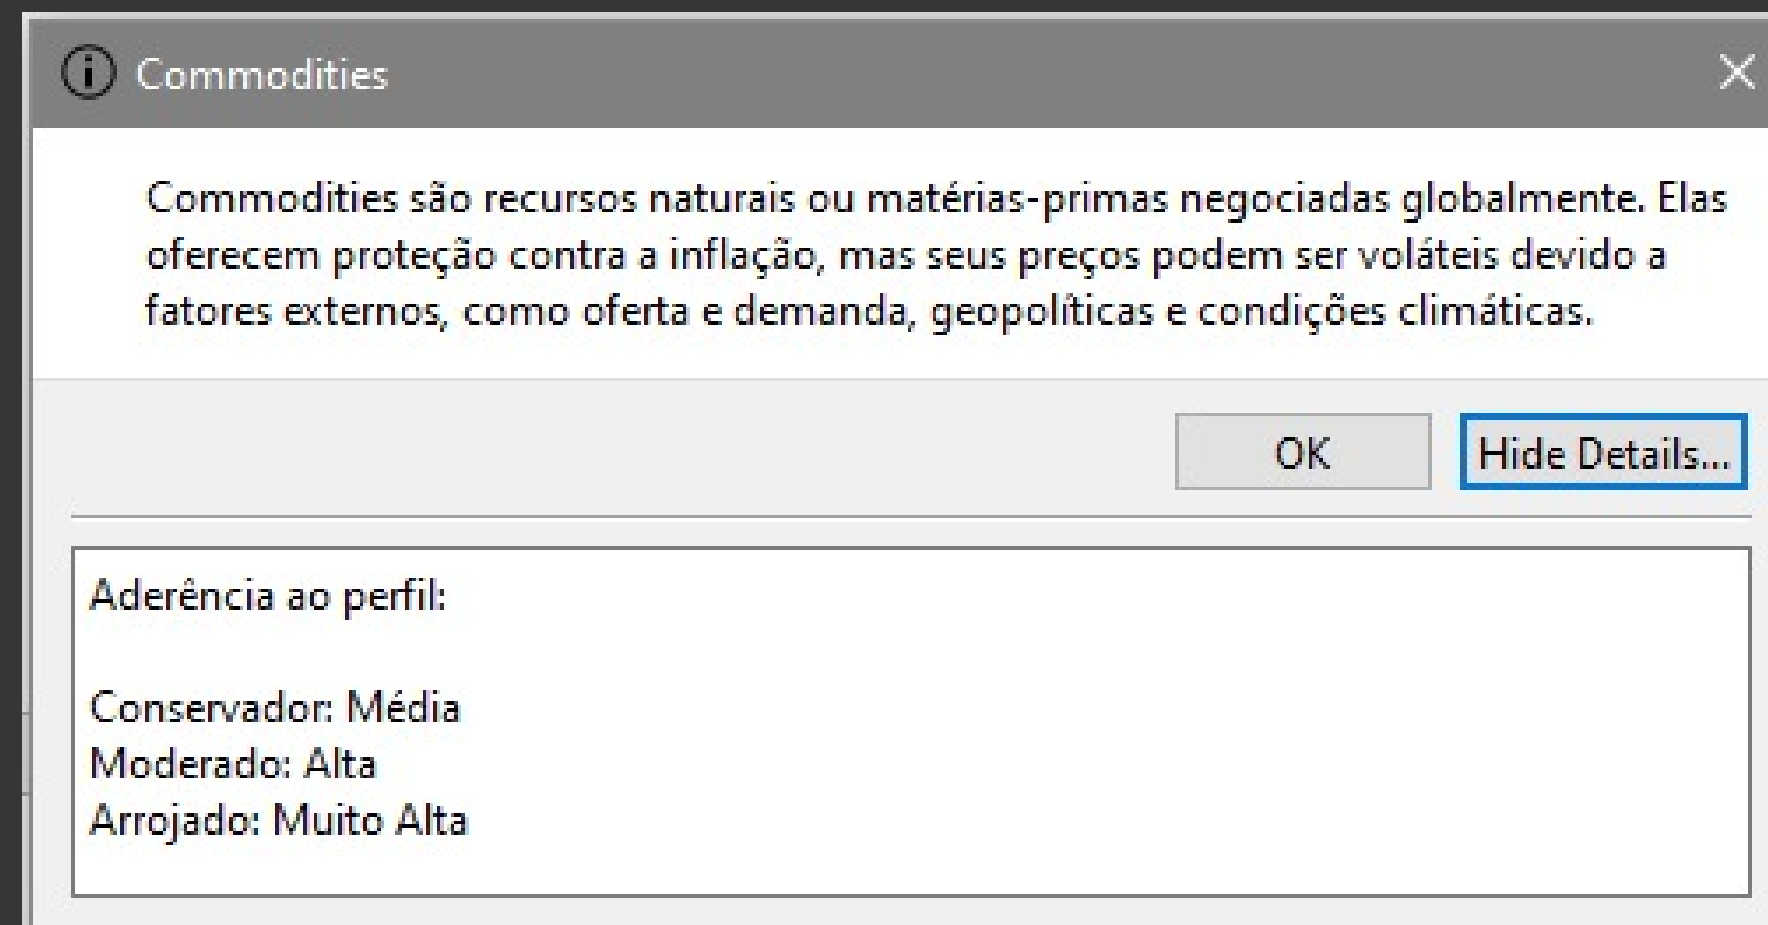 Commodities
Commodities são recursos naturais ou matérias-primas negociadas globalmente. Elas
oferecem proteção contra a inflação, mas seus preços podem ser voláteis devido a
fatores externos, como oferta e demanda, geopolíticas e condições climáticas.
OK
Hide Details...
Aderência ao perfil:
Conservador: Média
Moderado: Alta
Arrojado: Muito Alta